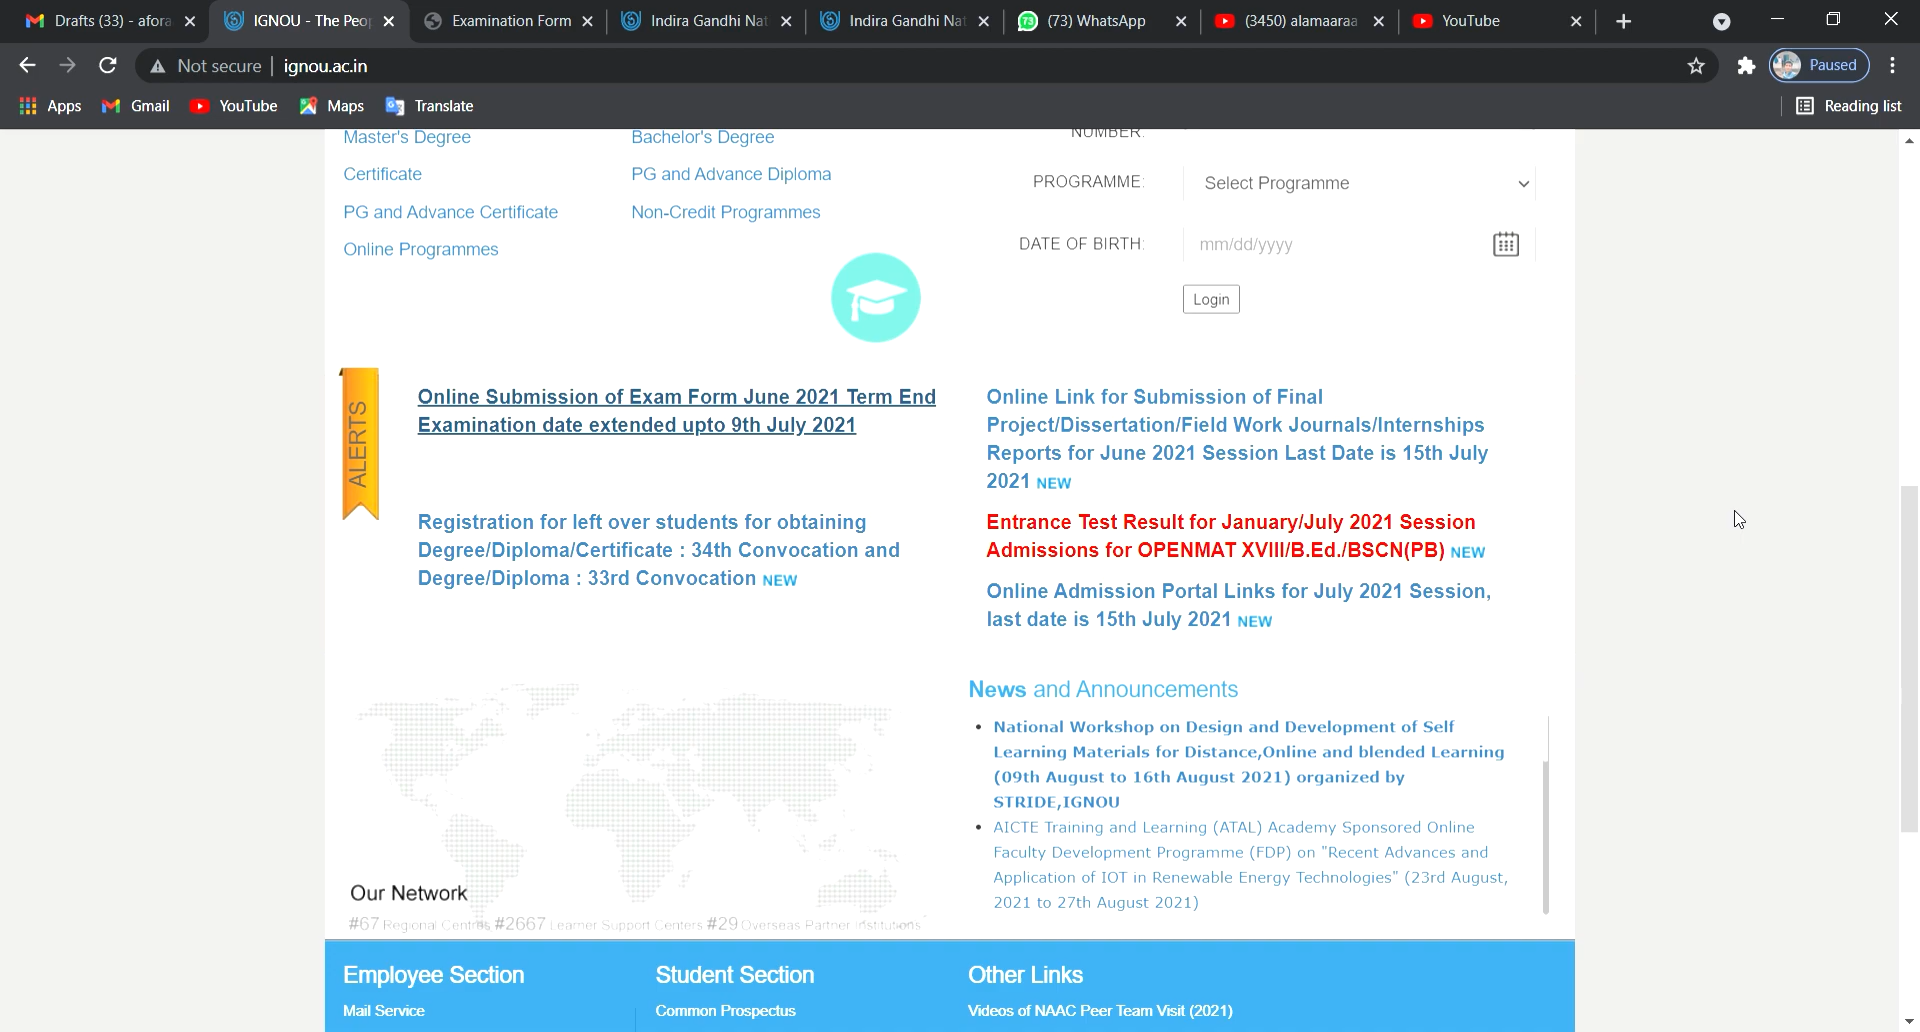 Drafts (33) - afora
IGNOU - The Peop
Examination Form
Indira Gandhi Nat
Indira Gandhi Nat
73
(73) WhatsApp
(3450) alamaaraa
YouTube
Not secure
ignou.ac.in
Paused
Apps
Gmail
YouTube
Maps
Translate
Reading list
Master's Degree
Bachelor's Degree
NUMBER:
Certificate
PG and Advance Diploma
PROGRAMME:
Select Programme
PG and Advance Certificate
Non-Credit Programmes
Online Programmes
DATE OF BIRTH:
mm/dd/yyyy
Login
ALERTS
Online Submission of Exam Form June 2021 Term End
Examination date extended upto 9th July 2021
Online Link for Submission of Final
Project/Dissertation/Field Work Journals/Internships
Reports for June 2021 Session Last Date is 15th July
2021 NEW
Registration for left over students for obtaining
Degree/Diploma/Certificate : 34th Convocation and
Degree/Diploma : 33rd Convocation NEW
Entrance Test Result for January/July 2021 Session
Admissions for OPENMAT XVIII/B.Ed./BSCN(PB) NEW
Online Admission Portal Links for July 2021 Session,
last date is 15th July 2021 NEW
News and Announcements
• National Workshop on Design and Development of Self
Learning Materials for Distance,Online and blended Learning
(09th August to 16th August 2021) organized by
STRIDE,IGNOU
• AICTE Training and Learning (ATAL) Academy Sponsored Online
Faculty Development Programme (FDP) on "Recent Advances and
Application of IOT in Renewable Energy Technologies" (23rd August,
2021 to 27th August 2021)
Our Network
#67 Regional Centres #2667 Learner Support Centers #29 Overseas Partner Institutions
Employee Section
Student Section
Other Links
Mail Service
Common Prospectus
Videos of NAAC Peer Team Visit (2021)